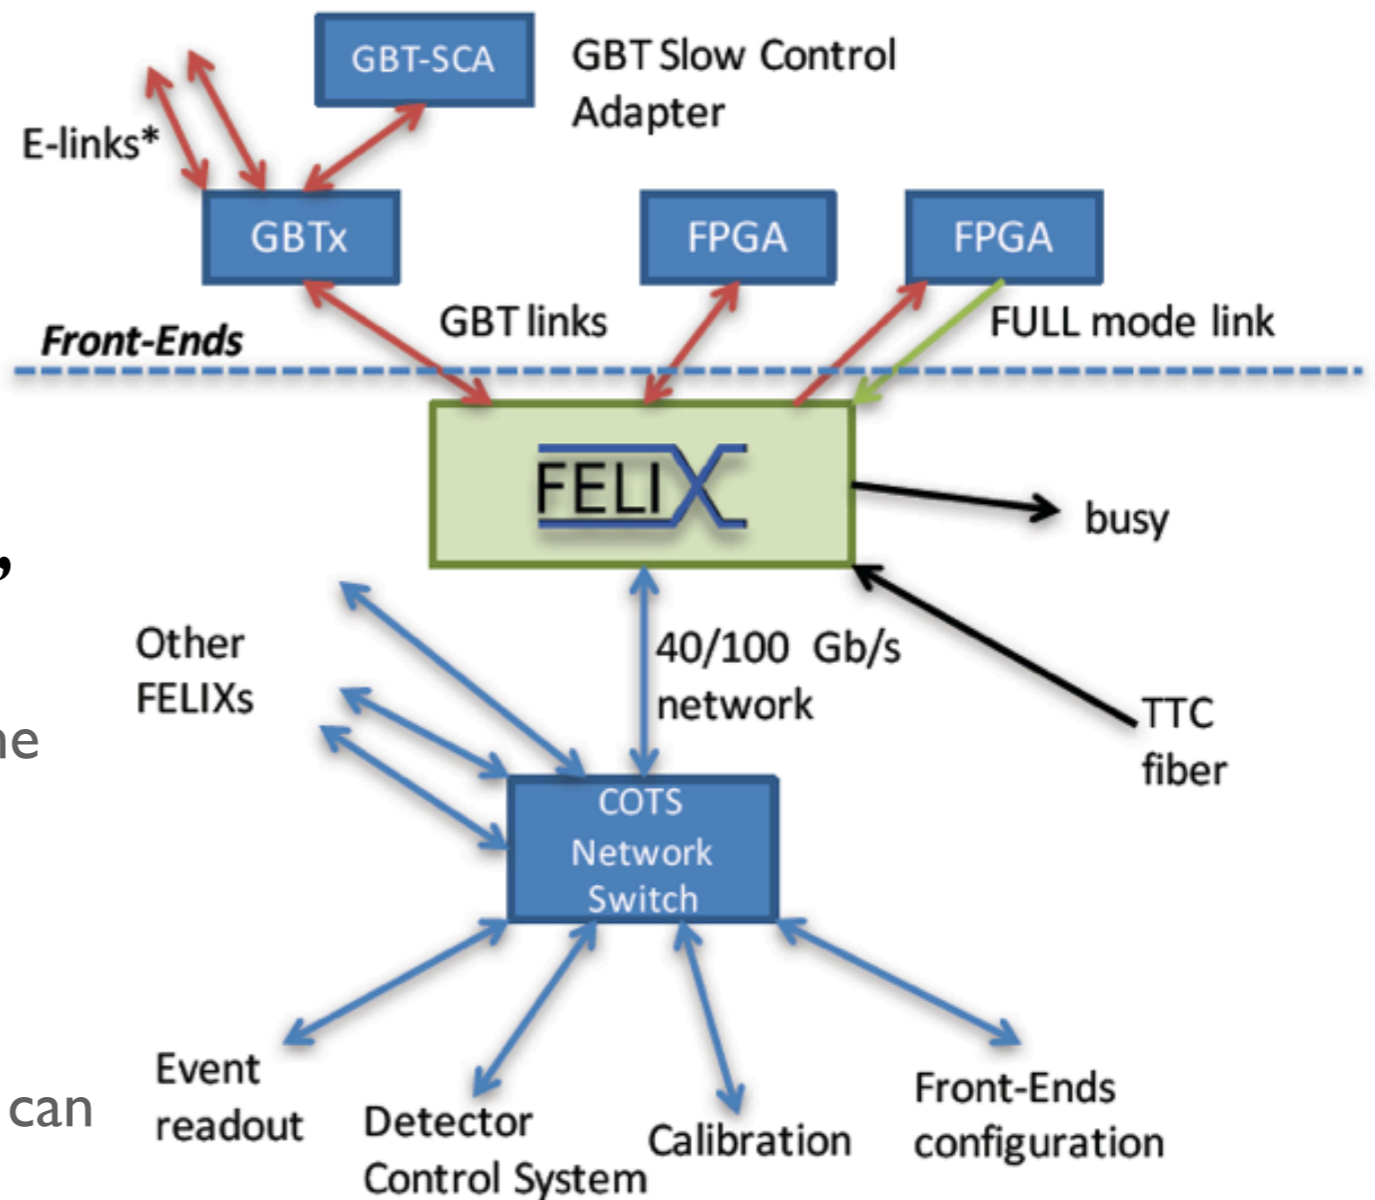 GBT-SCA
GBT Slow Control
Adapter
E-links*
GBTx
FPGA
FPGA
GBT links
FULL mode link
Front-Ends
FELIX
busy
,
Other
FELIXs
40/100 Gb/s
network
TTC
fiber
COTS
Network
Switch
Event
readout
can
Detector
Control System
Calibration
Front-Ends
configuration